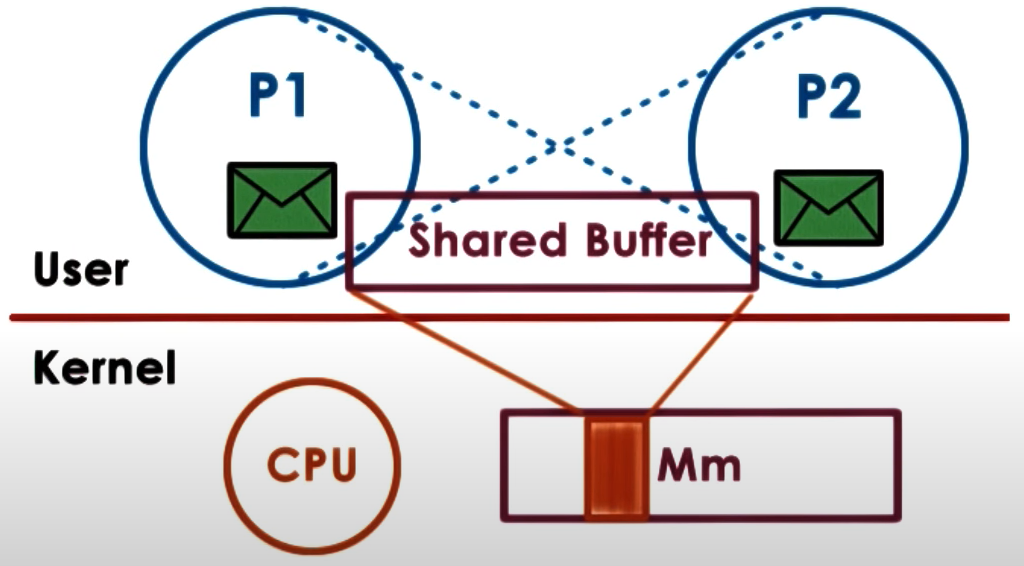 P1
P2
Shared Buffer
User
Kernel
CPU
Mm